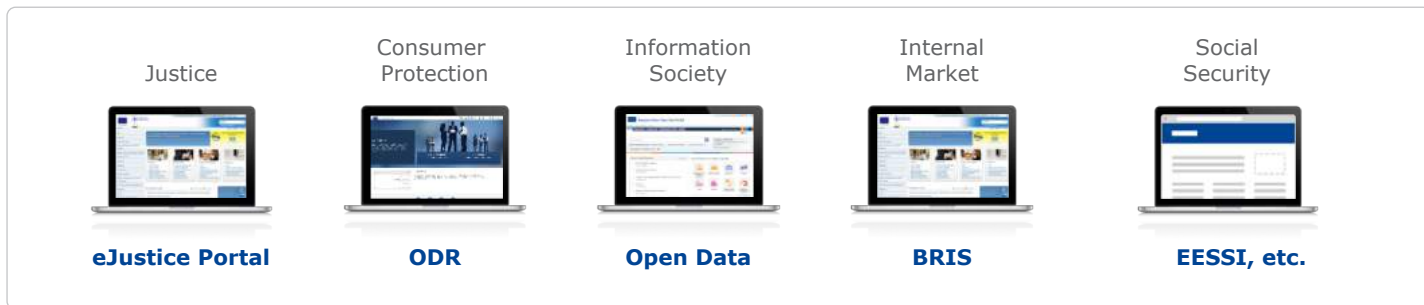 Justice
Consumer
Protection
Information
Society
Internal
Market
Social
Security
eJustice Portal
ODR
Open Data
BRIS
EESSI, etc.